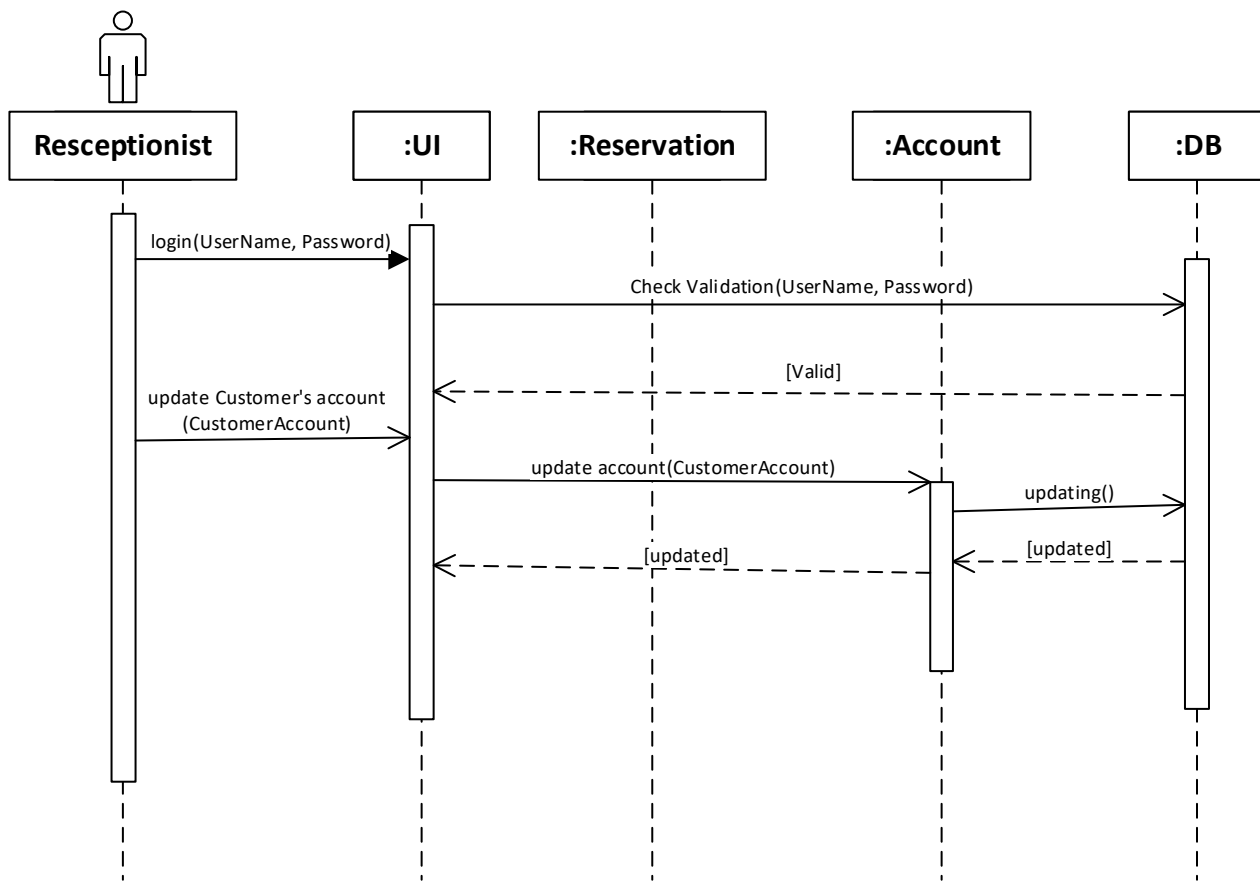 Resceptionist
:UI
:Reservation
:Account
:DB
login(UserName, Password)
Check Validation(UserName, Password)
[Valid]
update Customer's account
(CustomerAccount)
update account(CustomerAccount)
updating()
[updated]
[updated]